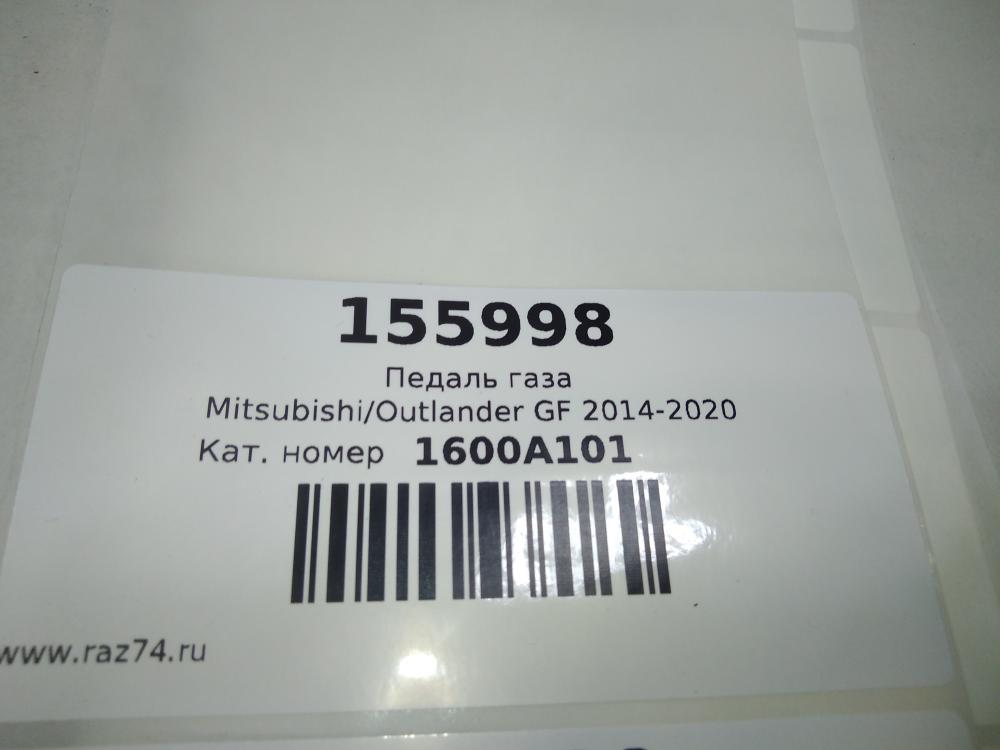 155998
Педаль газа
Mitsubishi/Outlander GF 2014-2020
Кат. номер 1600A101
www.raz74.ru